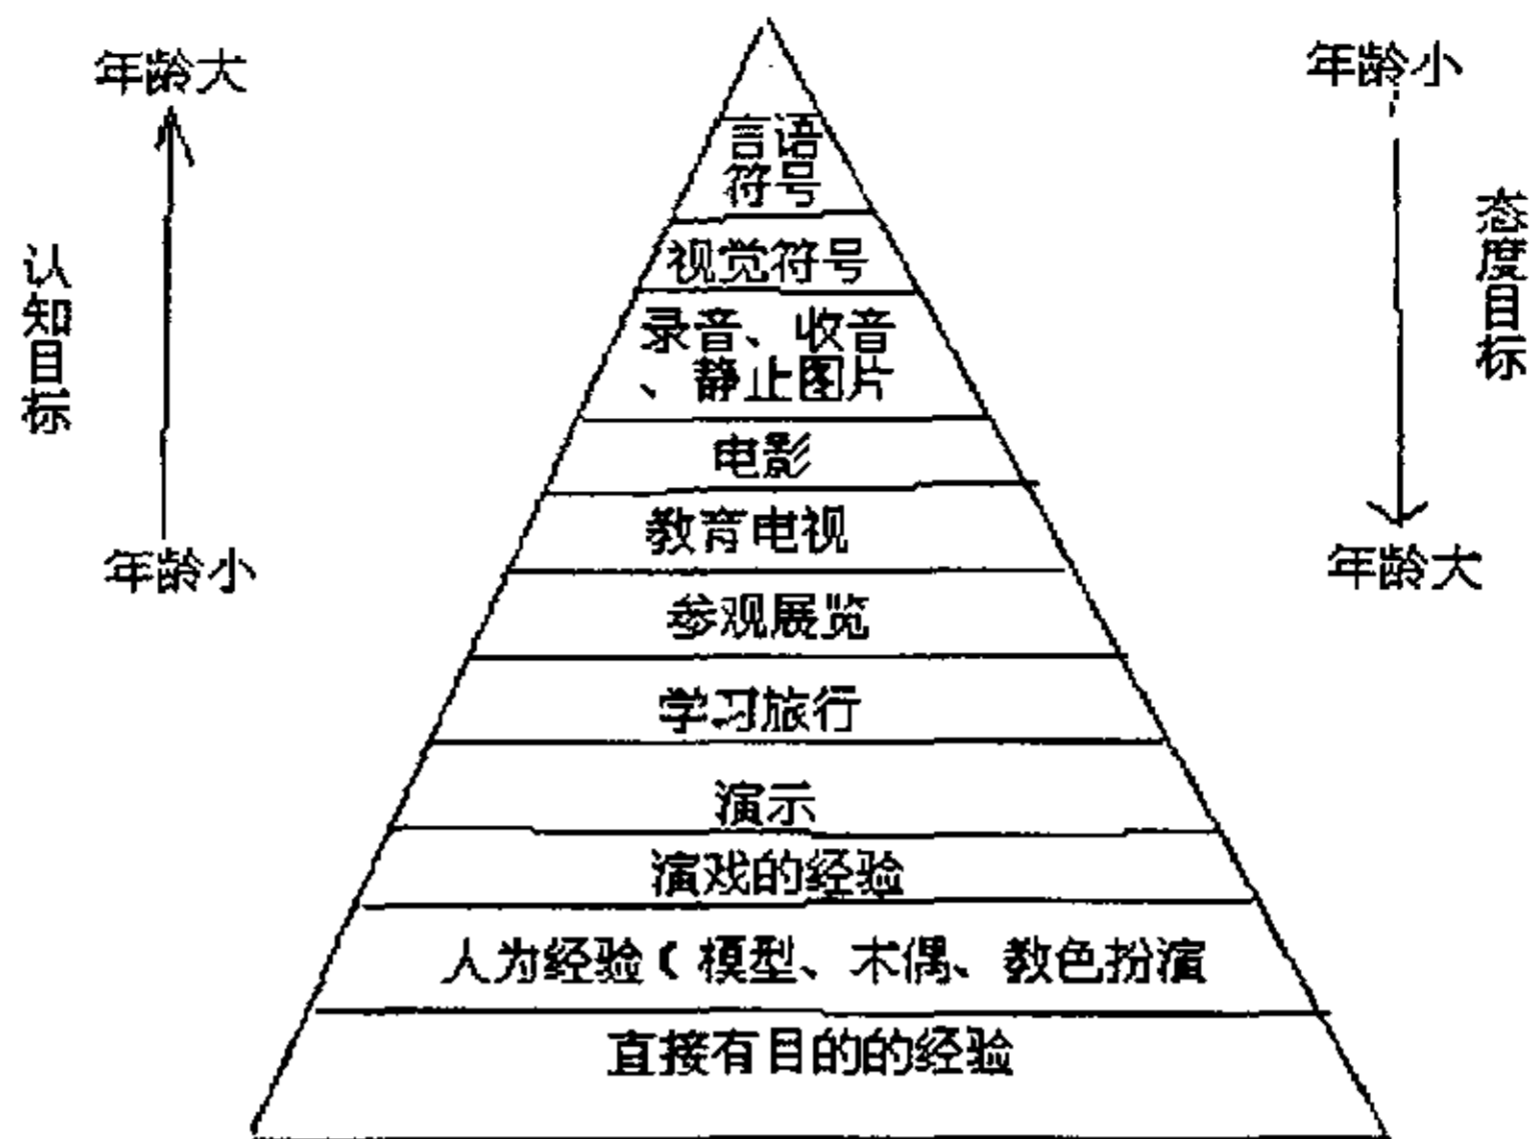 年龄大
年龄小
言语
符号
视觉符号
录音、收音
、静止图片
电影
教育电视
参观展览
学习旅行
演示
演戏的经验
人为经验(模型、木偶、教色扮演
直接有目的的经验
认知目标
态度目标
年龄小
年龄大